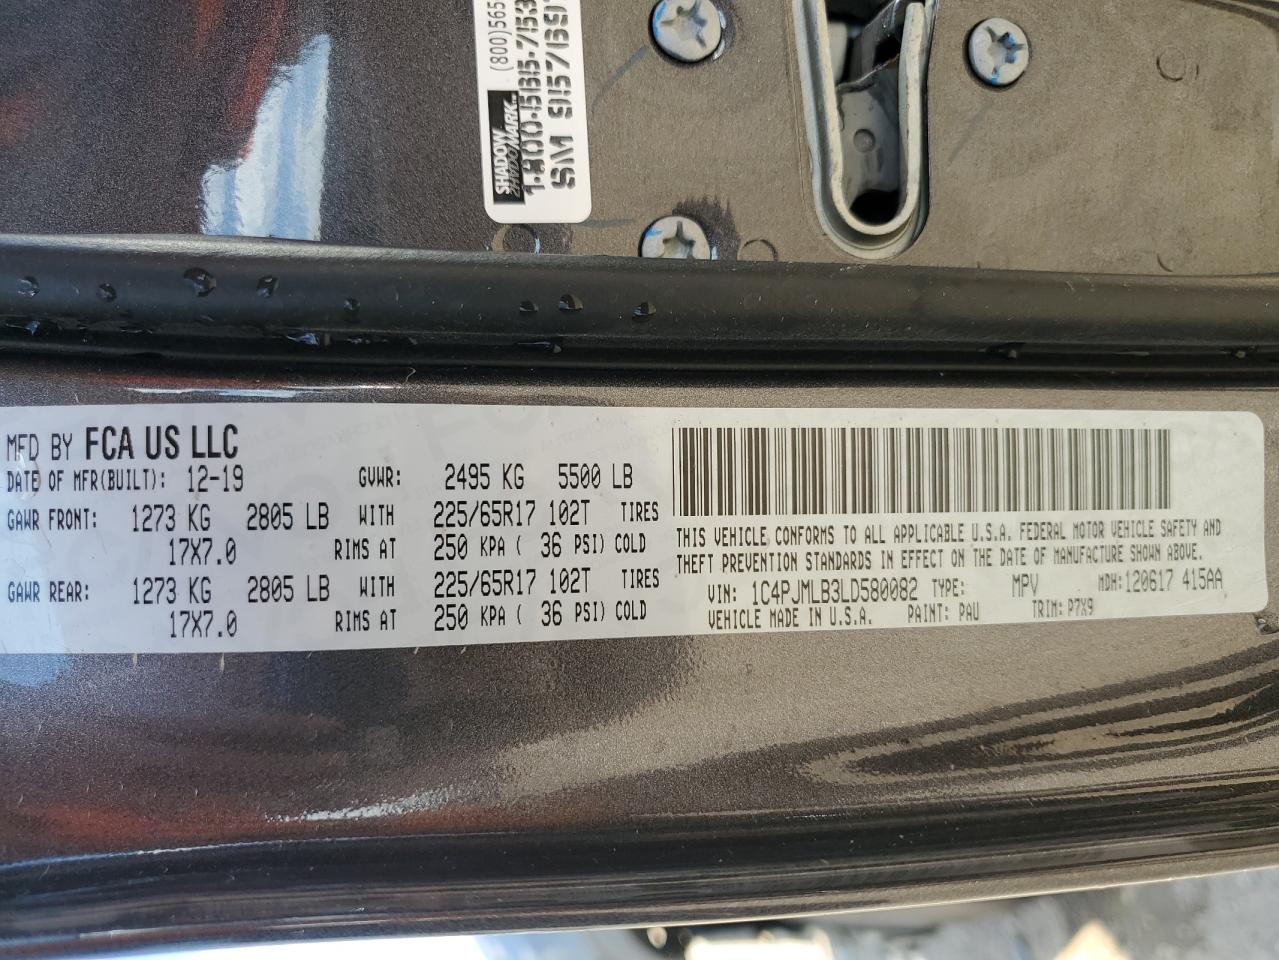 (800)565
1-800-565-
SHADOW
MARK
SM
MFD BY FCA US LLC
DATE OF MFR(BUILT): 12-19 GVWR: 2495 KG 5500 LB
GAWR FRONT: 1273 KG 2805 LB WITH 225/65R17 102T TIRES
17X7.0 RIMS AT 250 KPA ( 36 PSI) COLD
GAWR REAR: 1273 KG 2805 LB WITH 225/65R17 102T TIRES
17X7.0 RIMS AT 250 KPA ( 36 PSI) COLD
THIS VEHICLE CONFORMS TO ALL APPLICABLE U.S.A. FEDERAL MOTOR VEHICLE SAFETY AND
THEFT PREVENTION STANDARDS IN EFFECT ON THE DATE OF MANUFACTURE SHOWN ABOVE.
VIN: 1C4PJMLB3LD580082 TYPE: MPV MDH:120617 415AA
VEHICLE MADE IN U.S.A. PAINT: PAU TRIM: P7X9